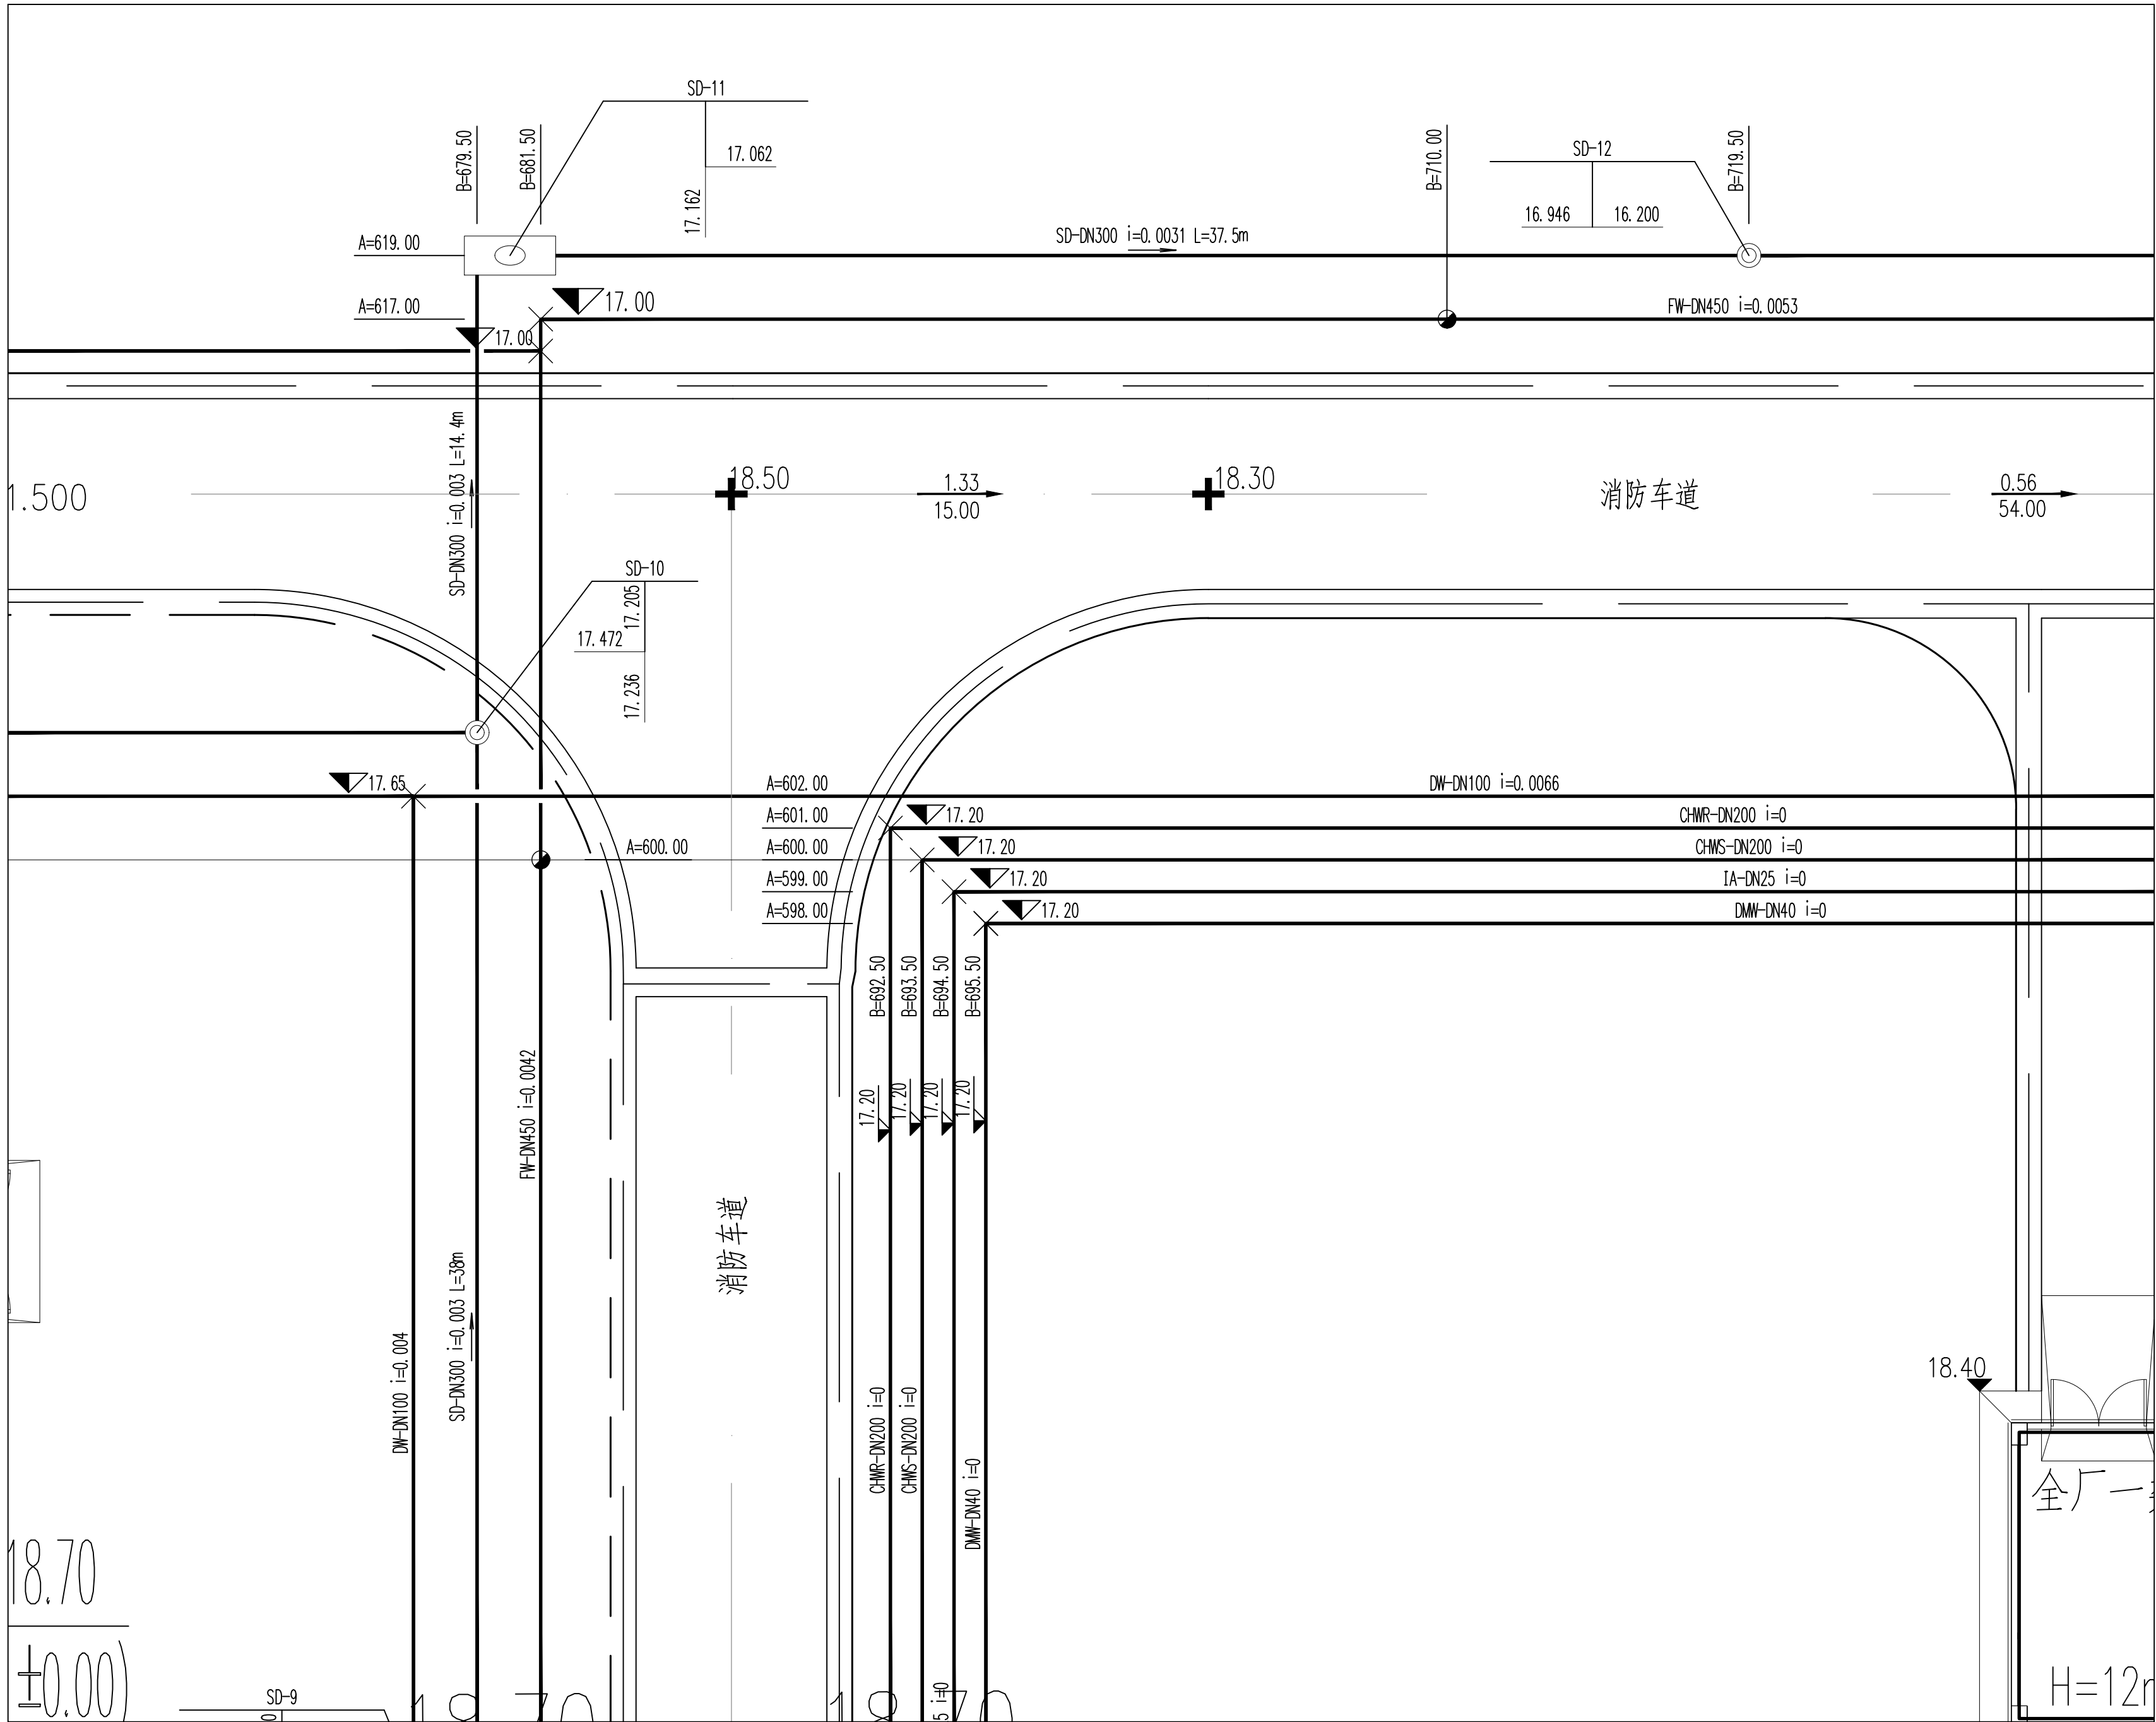 SD-11
17.062
17.162
B=679.50
B=681.50
B=710.00
SD-12
16.946
16.200
B=719.50
A=619.00
SD-DN300 i=0.0031 L=37.5m
A=617.00
17.00
FW-DN450 i=0.0053
17.00
SD-DN300 i=0.003 L=14.4m
1.500
18.50
1.33
15.00
18.30
消防车道
0.56
54.00
SD-10
17.205
17.472
17.236
17.65
A=602.00
DW-DN100 i=0.0066
A=601.00
17.20
CHWR-DN200 i=0
A=600.00
A=600.00
17.20
CHWS-DN200 i=0
A=599.00
17.20
IA-DN25 i=0
A=598.00
17.20
DMW-DN40 i=0
B=692.50
B=693.50
B=694.50
B=695.50
17.20
17.20
17.20
17.20
FW-DN450 i=0.0042
消防车道
SD-DN300 i=0.003 L=38m
DW-DN100 i=0.004
CHWR-DN200 i=0
CHWS-DN200 i=0
DMW-DN40 i=0
18.40
全厂一
18.70
±0.00)
H=12
SD-9
0
18.70
18.70
5 i=0